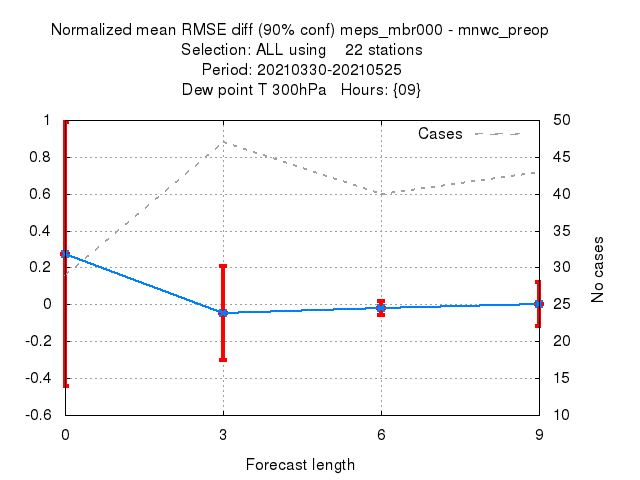 Normalized mean RMSE diff (90% conf) meps_mbr000 - mnwc_preop
Selection: ALL using 22 stations
Period: 20210330-20210525
Dew point T 300hPa Hours: {09}
1 50
Cases
0.8 45
0.6 40
0.4 35
0.2 30
0 25
-0.2 20
-0.4 15
-0.6 10
No cases
0 3 6 9
Forecast length